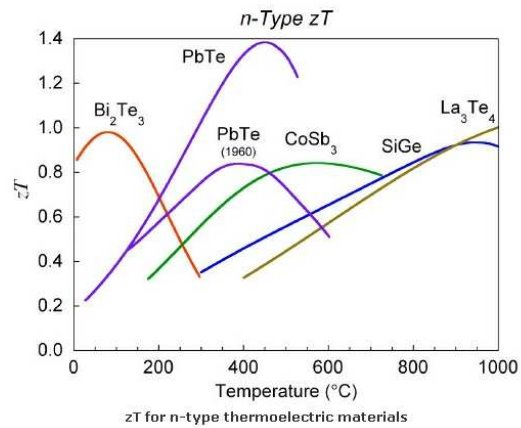 n-Type zT
1.4
1.2
1.0
0.8
0.6
0.4
0.2
0.0
zT
PbTe
Bi₂Te₃
PbTe
(1960)
CoSb₃
SiGe
La₃Te₄
0 200 400 600 800 1000
Temperature (°C)
zT for n-type thermoelectric materials